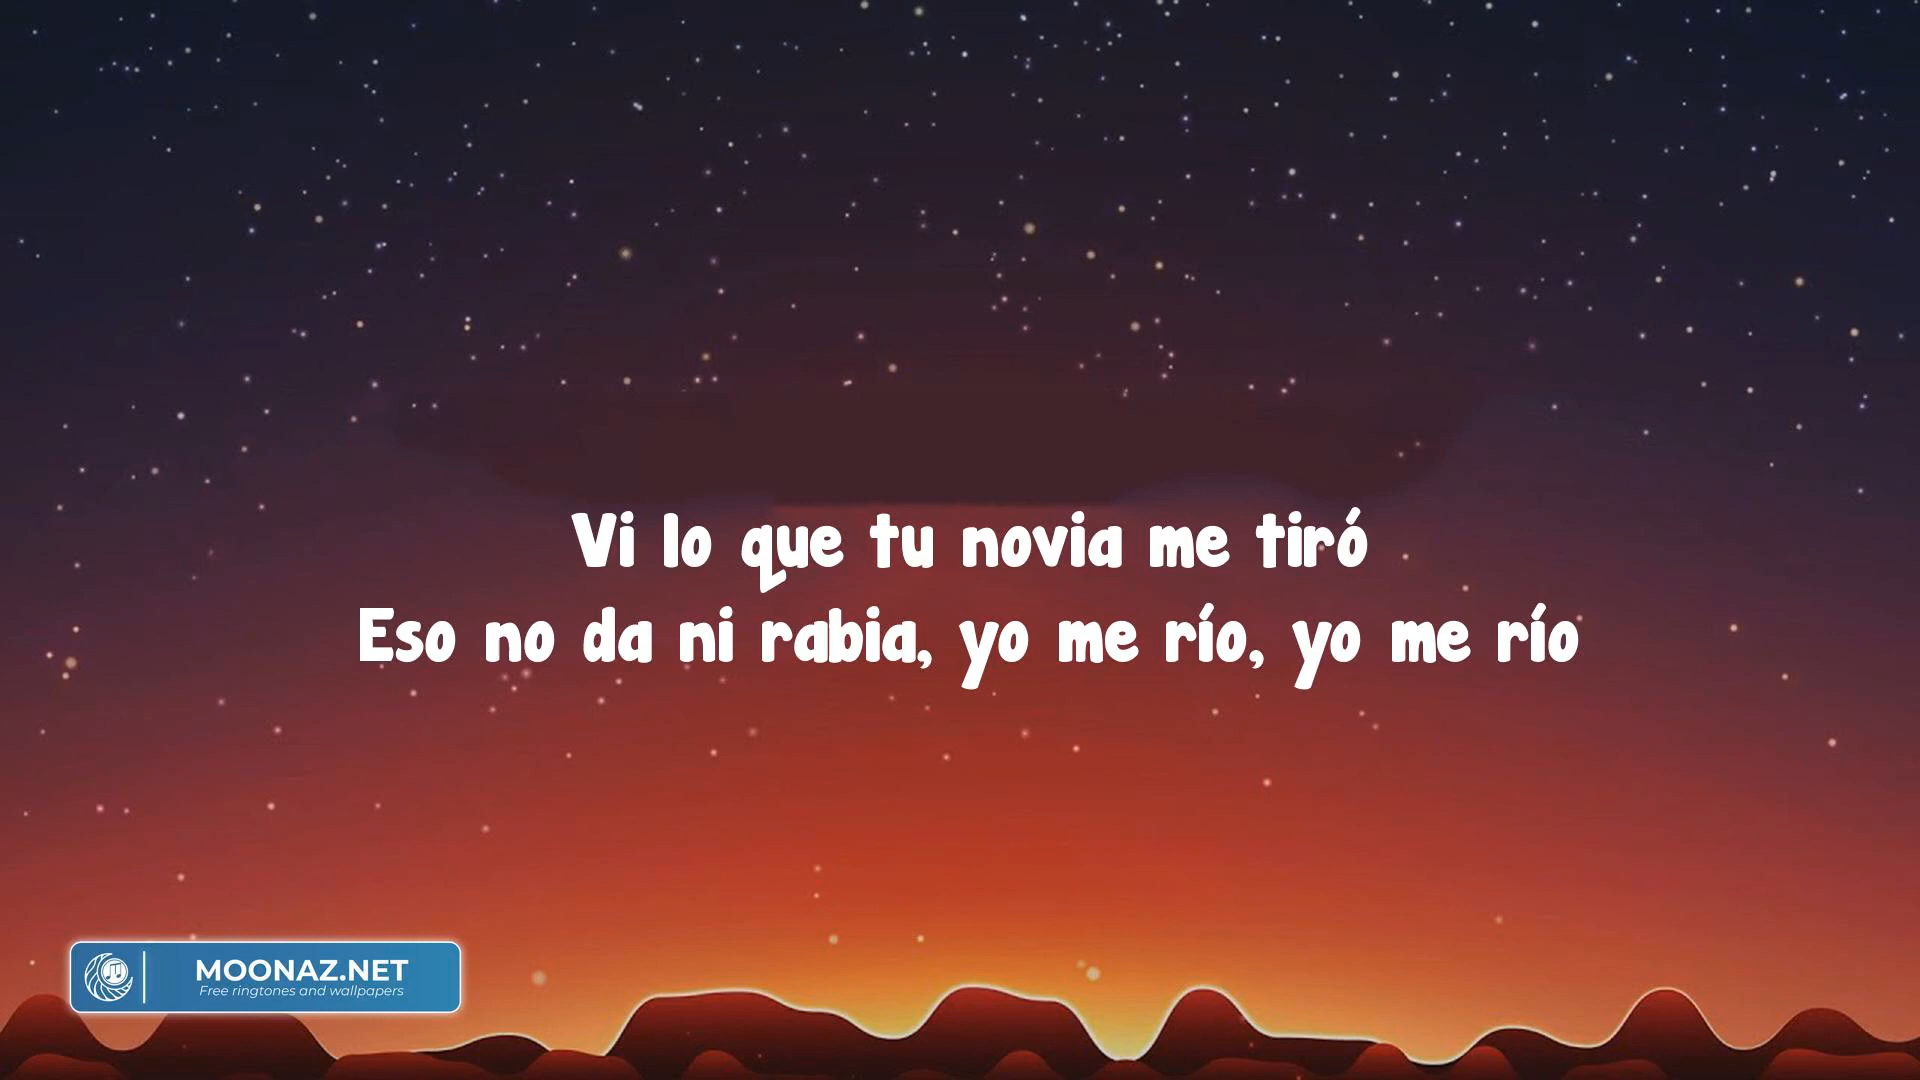 Vi lo que tu novia me tiró
Eso no da ni rabia, yo me río, yo me río
MOONAZ.NET
Free ringtones and wallpapers